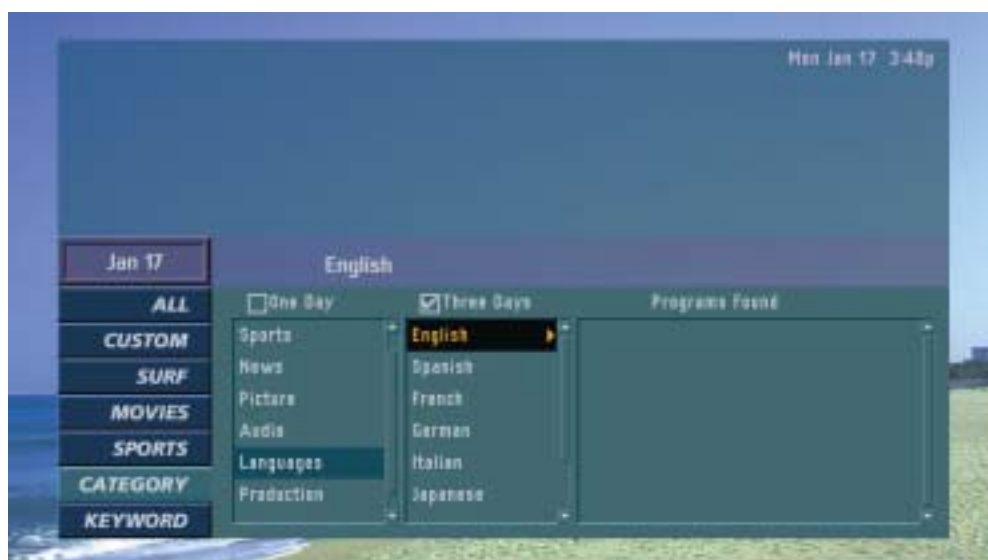 Mon Jan 17 3:48p
Jan 17
English
ALL
CUSTOM
SURF
MOVIES
SPORTS
CATEGORY
KEYWORD
One Day
Sports
News
Picture
Audio
Languages
Production
Three Days
English
Spanish
French
German
Italian
Japanese
Programs Found